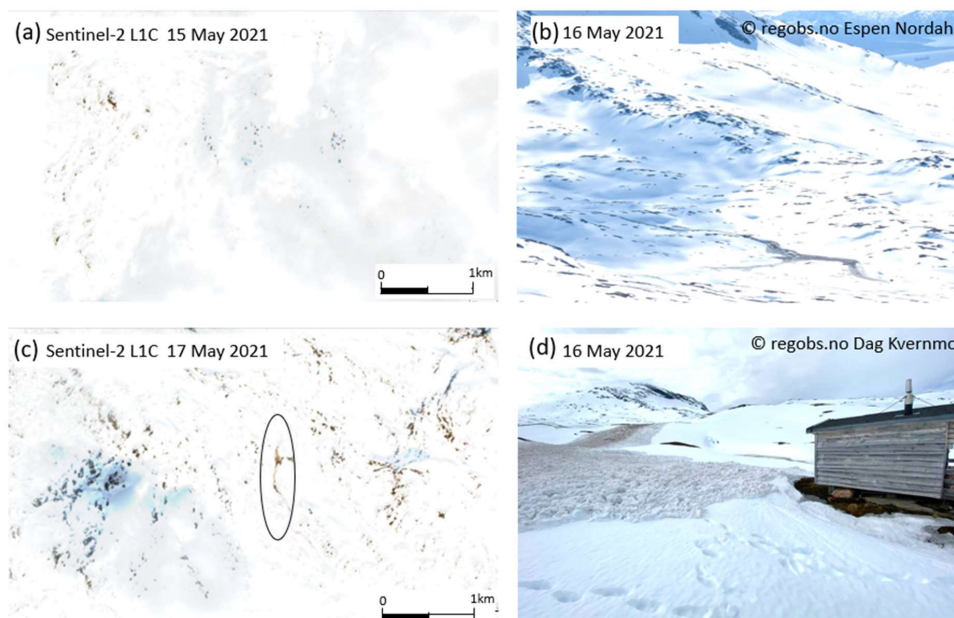 (a) Sentinel-2 L1C 15 May 2021
0
1km
(b) 16 May 2021
© regobs.no Espen Nordah
(c) Sentinel-2 L1C 17 May 2021
0
1km
(d) 16 May 2021
© regobs.no Dag Kvernmo